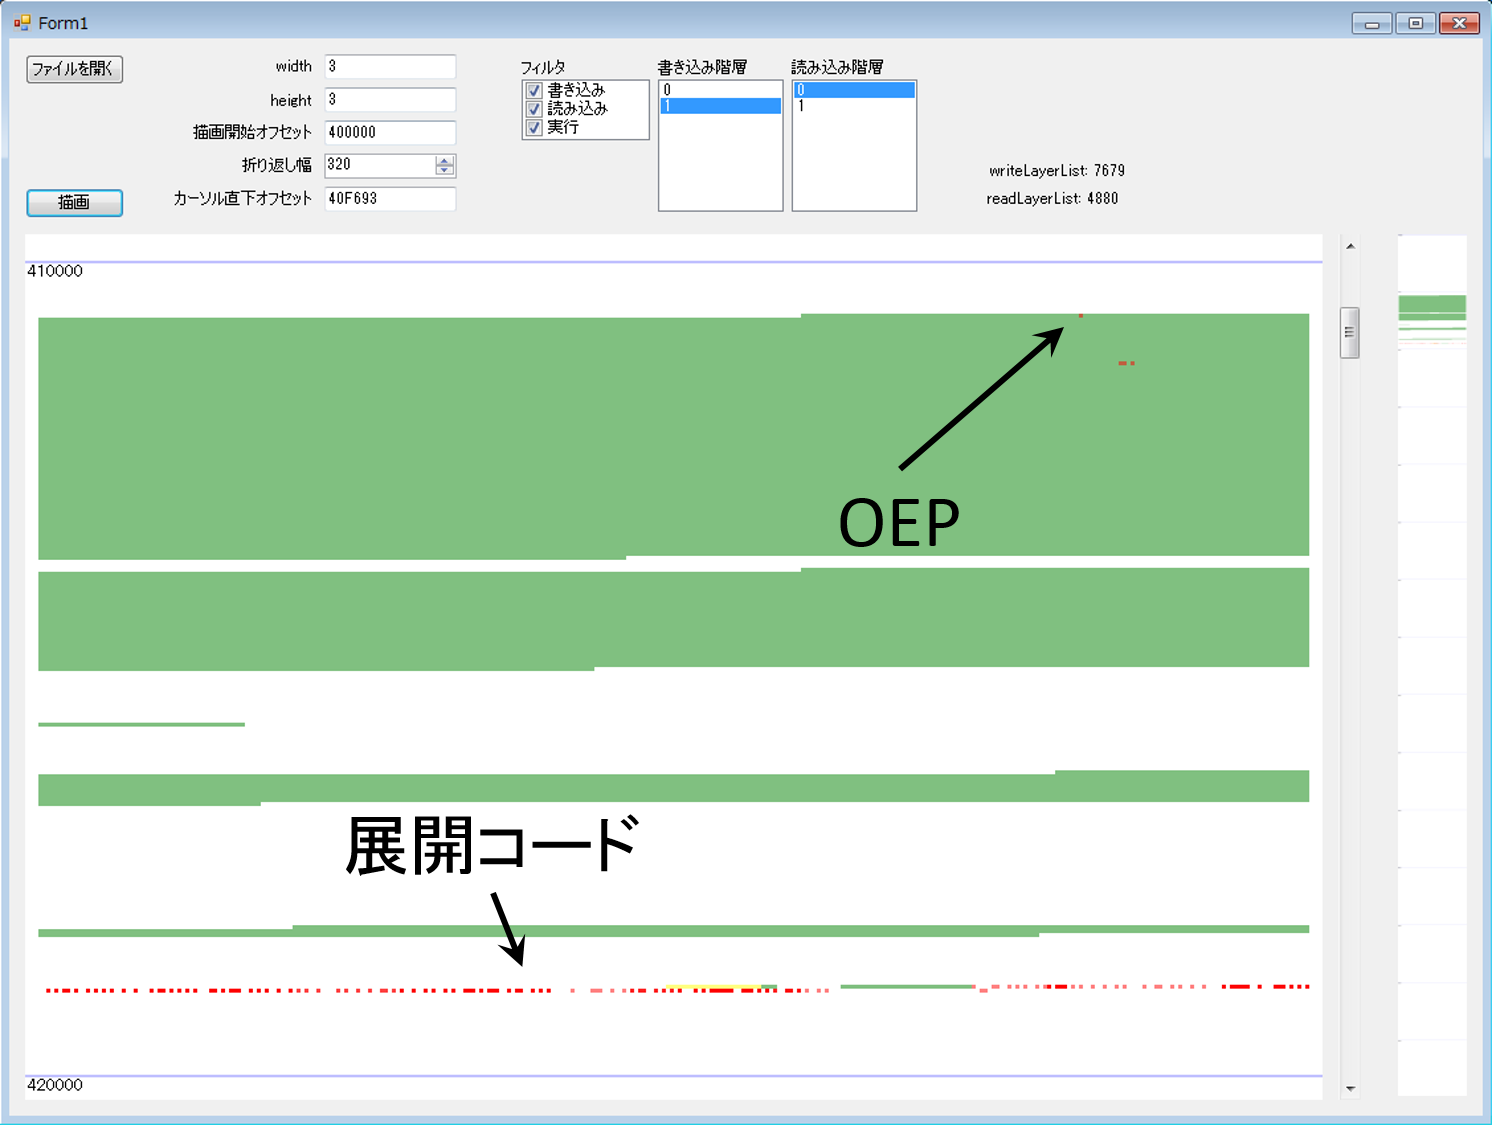 Form1
ファイルを開く
width 3
height 3
描画開始オフセット 400000
折り返し幅 320
カーソル直下オフセット 40F693
描画
フィルタ
書き込み
読み込み
実行
書き込み階層
0
1
読み込み階層
0
1
writeLayerList: 7679
readLayerList: 4880
410000
OEP
展開コード
420000